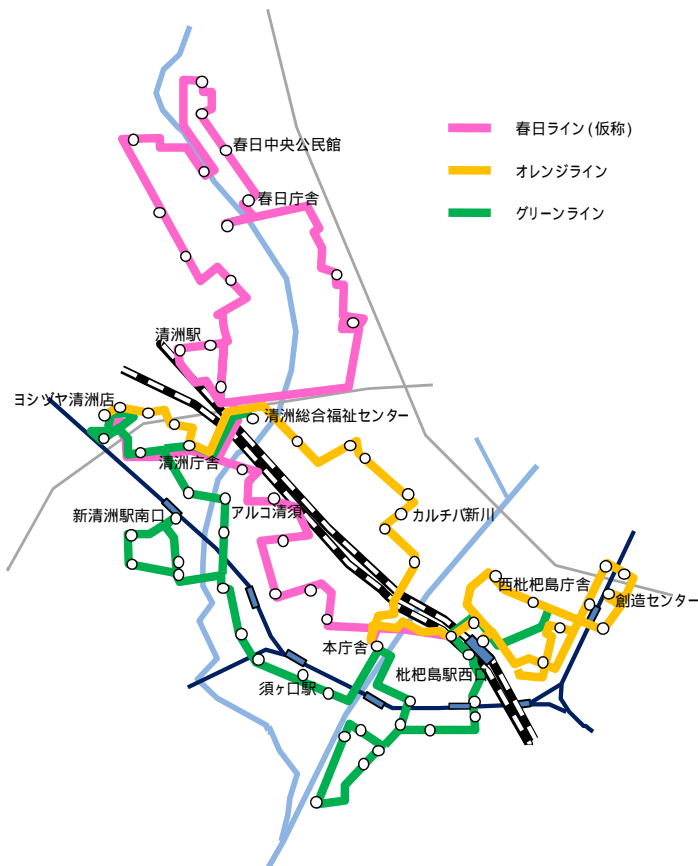 春日ライン(仮称)
春日中央公民館
オレンジライン
春日庁舎
グリーンライン
清洲駅
ヨシヅヤ清洲店
清洲総合福祉センター
清洲庁舎
新清洲駅南口
アルコ清須
カルチバ新川
西枇杷島庁舎
創造センター
本庁舎
枇杷島駅西口
須ヶ口駅